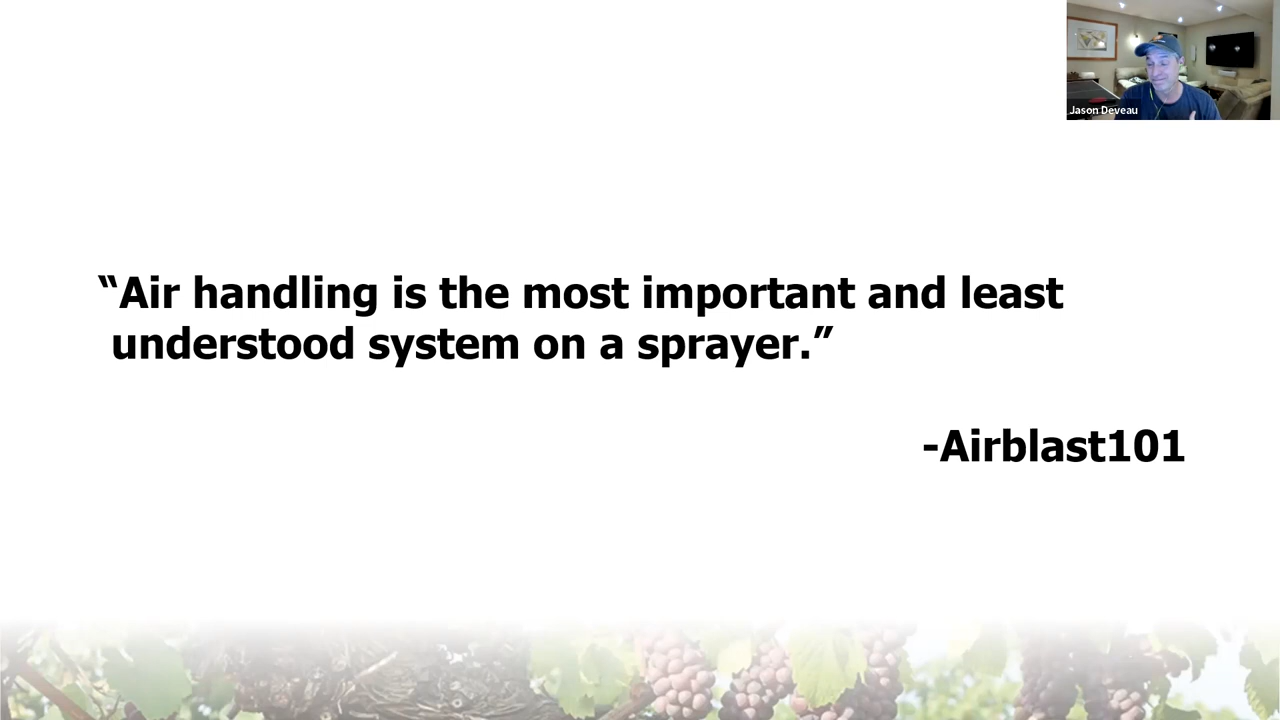 Jason Deveau
“Air handling is the most important and least
understood system on a sprayer.”
-Airblast101